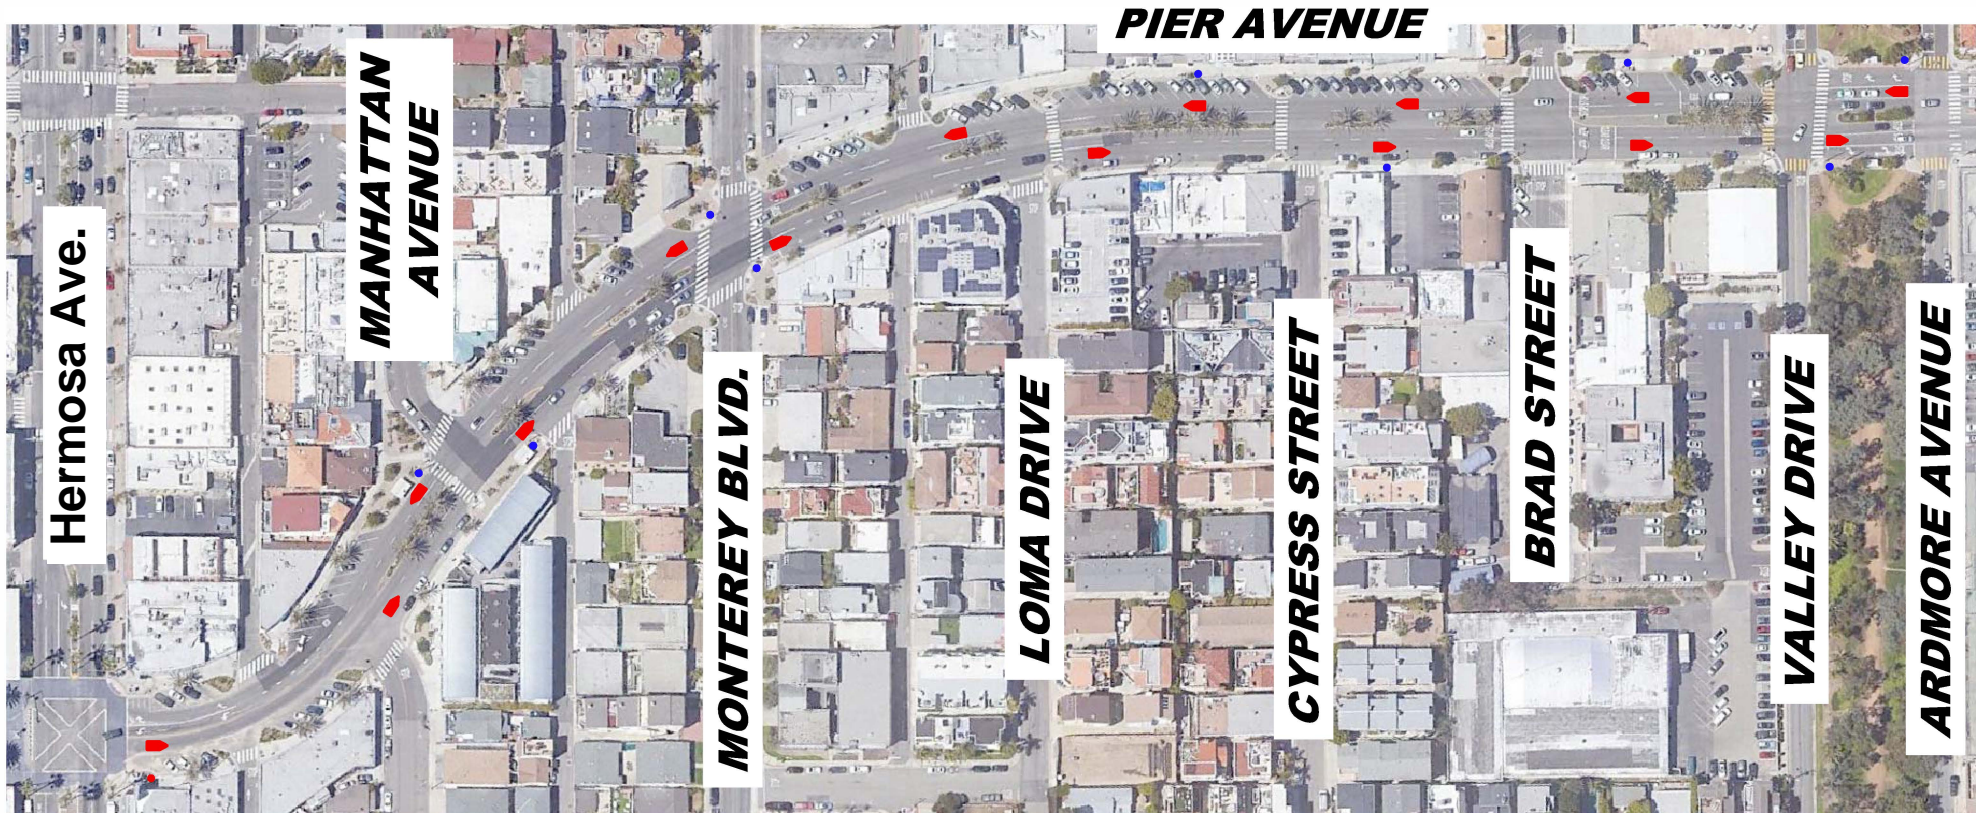 PIER AVENUE
Hermosa Ave.
MANHATTAN
AVENUE
MONTEREY BLVD.
LOMA DRIVE
CYPRESS STREET
BRAD STREET
VALLEY DRIVE
ARDMORE AVENUE